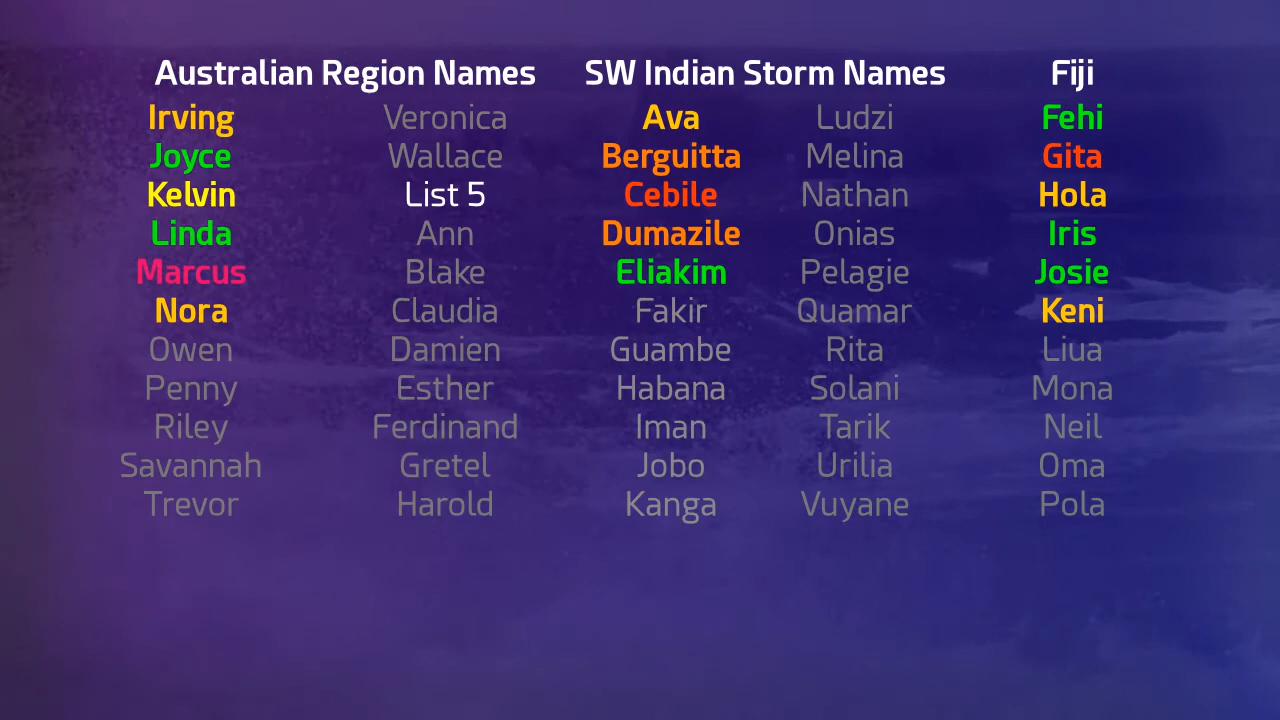 Australian Region Names SW Indian Storm Names Fiji
Irving Veronica Ava Ludzi Fehi
Joyce Wallace Berguitta Melina Gita
Kelvin List 5 Cebile Nathan Hola
Linda Ann Dumazile Onias Iris
Marcus Blake Eliakim Pelagie Josie
Nora Claudia Fakir Quamar Keni
Owen Damien Guambe Rita Liua
Penny Esther Habana Solani Mona
Riley Ferdinand Iman Tarik Neil
Savannah Gretel Jobo Urilia Oma
Trevor Harold Kanga Vuyane Pola